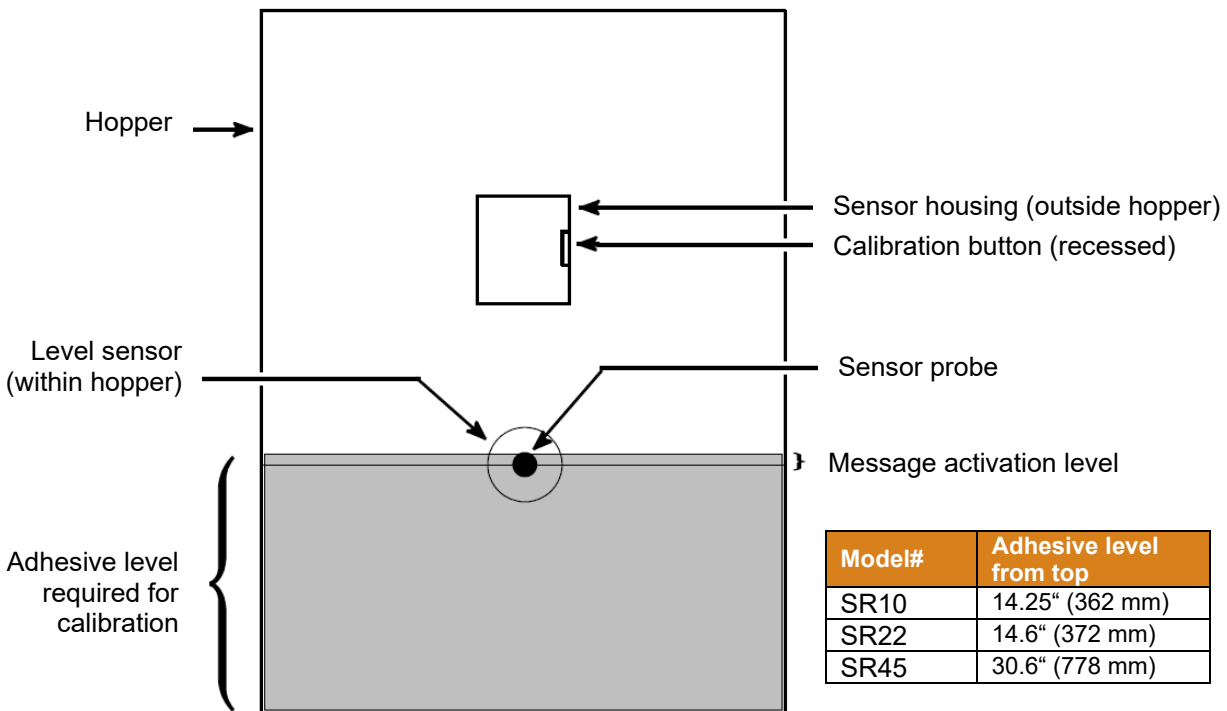 Hopper
Sensor housing (outside hopper)
Calibration button (recessed)
Level sensor
(within hopper)
Sensor probe
Message activation level
Adhesive level
required for
calibration
Model# Adhesive level
from top
SR10 14.25“ (362 mm)
SR22 14.6“ (372 mm)
SR45 30.6“ (778 mm)